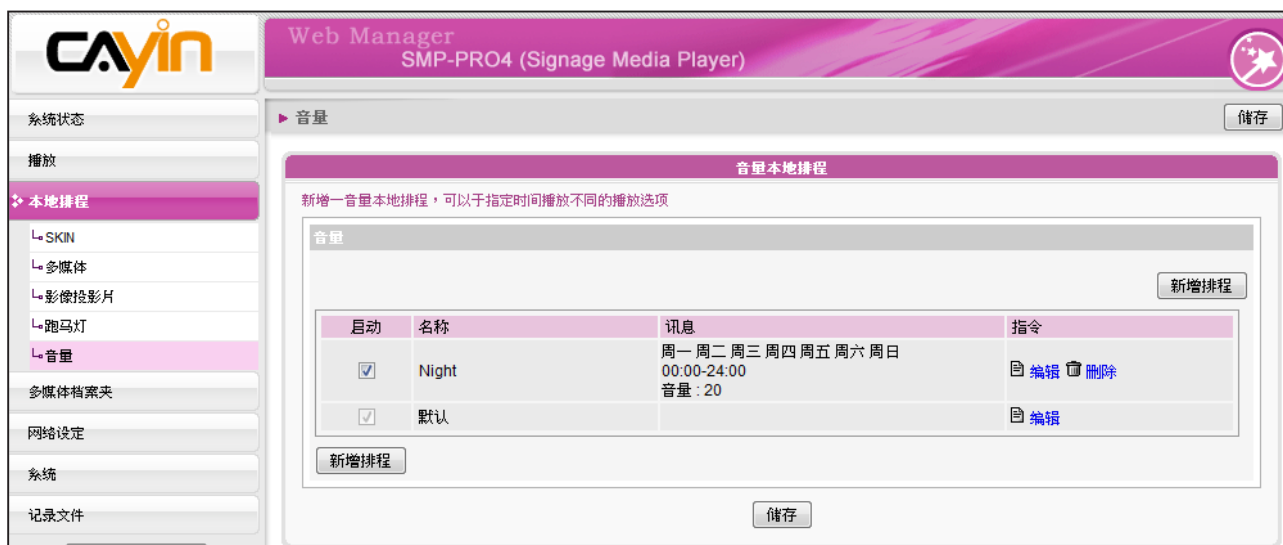 CAYIN
Web Manager
SMP-PRO4 (Signage Media Player)
系统状态
播放
本地排程
SKIN
多媒体
影像投影片
跑马灯
音量
多媒体档案夹
网络设定
系统
记录文件
音量
储存
音量本地排程
新增一音量本地排程，可以于指定时间播放不同的播放选项
音量
新增排程
启动 名称 讯息 指令
Night 周一 周二 周三 周四 周五 周六 周日
00:00-24:00
音量 : 20
编辑 删除
默认 编辑
新增排程
储存